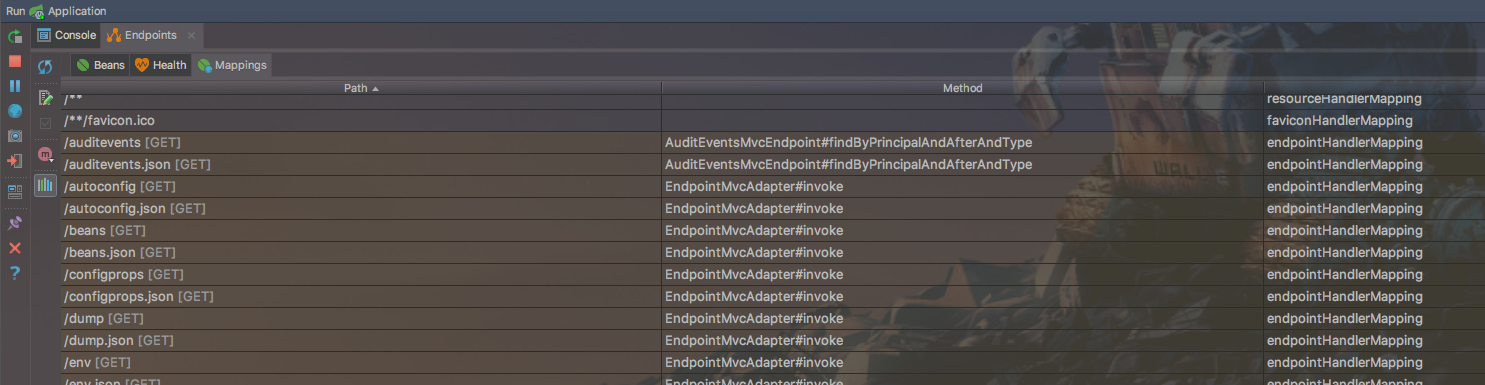 Run Application
Console Endpoints
Beans Health Mappings
Path Method
/** resourceHandlerMapping
/**/favicon.ico faviconHandlerMapping
/auditevents [GET] AuditEventsMvcEndpoint#findByPrincipalAndAfterAndType endpointHandlerMapping
/auditevents.json [GET] AuditEventsMvcEndpoint#findByPrincipalAndAfterAndType endpointHandlerMapping
/autoconfig [GET] EndpointMvcAdapter#invoke endpointHandlerMapping
/autoconfig.json [GET] EndpointMvcAdapter#invoke endpointHandlerMapping
/beans [GET] EndpointMvcAdapter#invoke endpointHandlerMapping
/beans.json [GET] EndpointMvcAdapter#invoke endpointHandlerMapping
/configprops [GET] EndpointMvcAdapter#invoke endpointHandlerMapping
/configprops.json [GET] EndpointMvcAdapter#invoke endpointHandlerMapping
/dump [GET] EndpointMvcAdapter#invoke endpointHandlerMapping
/dump.json [GET] EndpointMvcAdapter#invoke endpointHandlerMapping
/env [GET] EndpointMvcAdapter#invoke endpointHandlerMapping
/env.json [GET] EndpointMvcAdapter#invoke endpointHandlerMapping